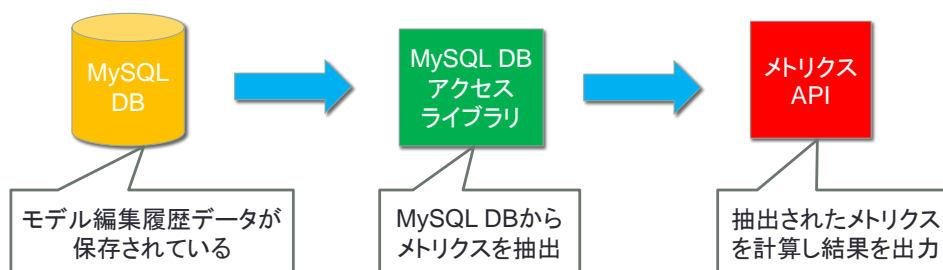 MySQL
DB
MySQL DB
アクセス
ライブラリ
メトリクス
API
モデル編集履歴データが
保存されている
MySQL DBから
メトリクスを抽出
抽出されたメトリクス
を計算し結果を出力